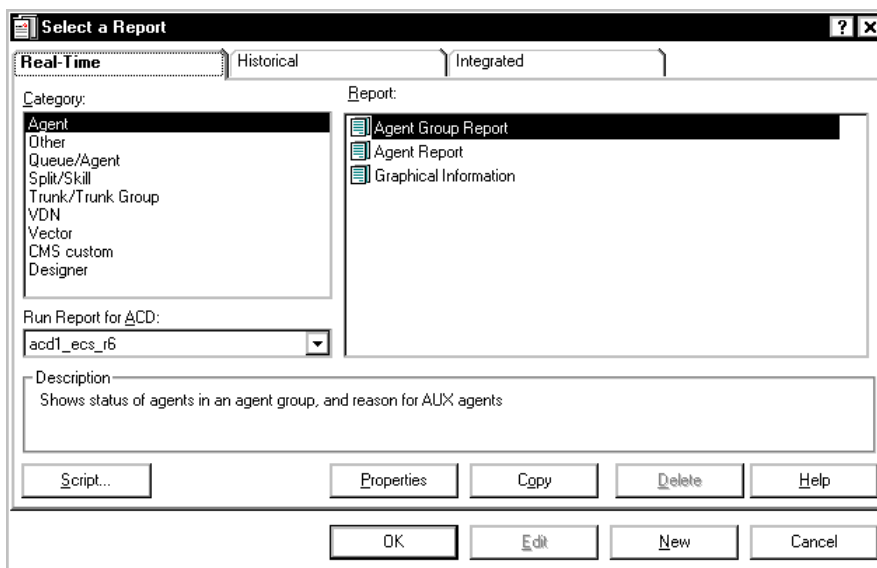 Select a Report
Real-Time
Historical
Integrated
Category:
Agent
Other
Queue/Agent
Split/Skill
Trunk/Trunk Group
VDN
Vector
CMS custom
Designer
Run Report for ACD:
acd1_ecs_r6
Report:
Agent Group Report
Agent Report
Graphical Information
Description
Shows status of agents in an agent group, and reason for AUX agents
Script...
Properties
Copy
Delete
Help
OK
Edit
New
Cancel